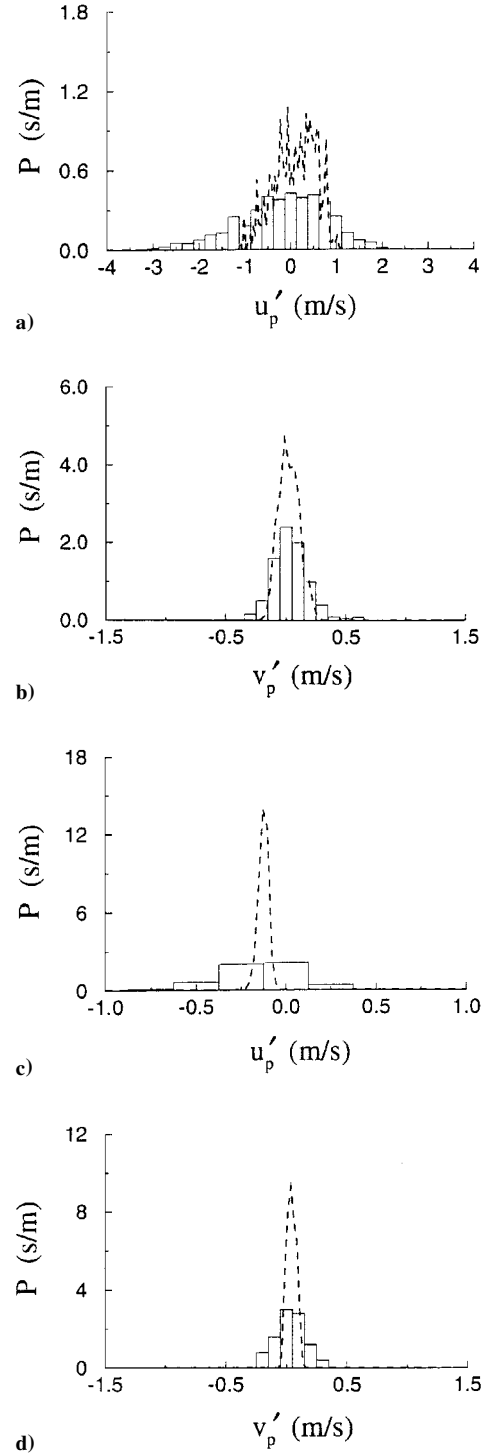 1.8
1.2
0.6
0.0
P (s/m)
-4 -3 -2 -1 0 1 2 3 4
u_p' (m/s)
a)
6.0
4.0
2.0
0.0
P (s/m)
-1.5 -0.5 0.5 1.5
v_p' (m/s)
b)
18
12
6
0
P (s/m)
-1.0 -0.5 0.0 0.5 1.0
u_p' (m/s)
c)
12
8
4
0
P (s/m)
-1.5 -0.5 0.5 1.5
v_p' (m/s)
d)